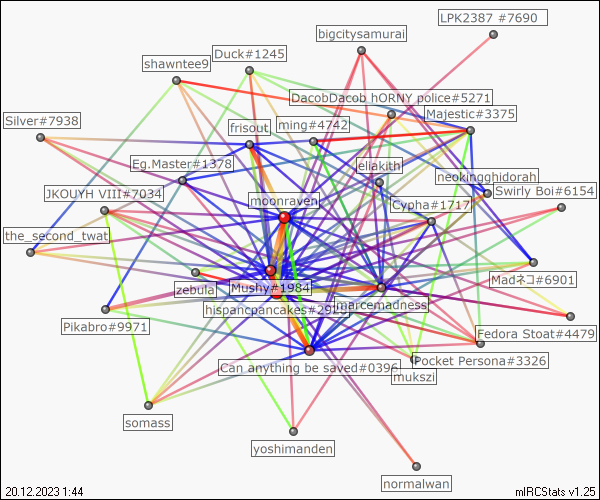 LPK2387 #7690
bigcitysamurai
Duck#1245
shawntee9
DacobDacob hORNY police#5271
Majestic#3375
Silver#7938
frisout
ming#4742
Eg.Master#1378
eliakith
neokingghidorah
JKOUYH VIII#7034
moonraven
Cypha#1717
Swirly Boi#6154
the_second_twat
zebula
Mushy#1984
Madネコ#6901
hispancpancakes#29
marcemadness
Pikabro#9971
Fedora Stoat#4479
Can anything be saved#0396
Pocket Persona#3326
mukszi
somass
yoshimanden
normalwan
20.12.2023 1:44
mIRCStats v1.25